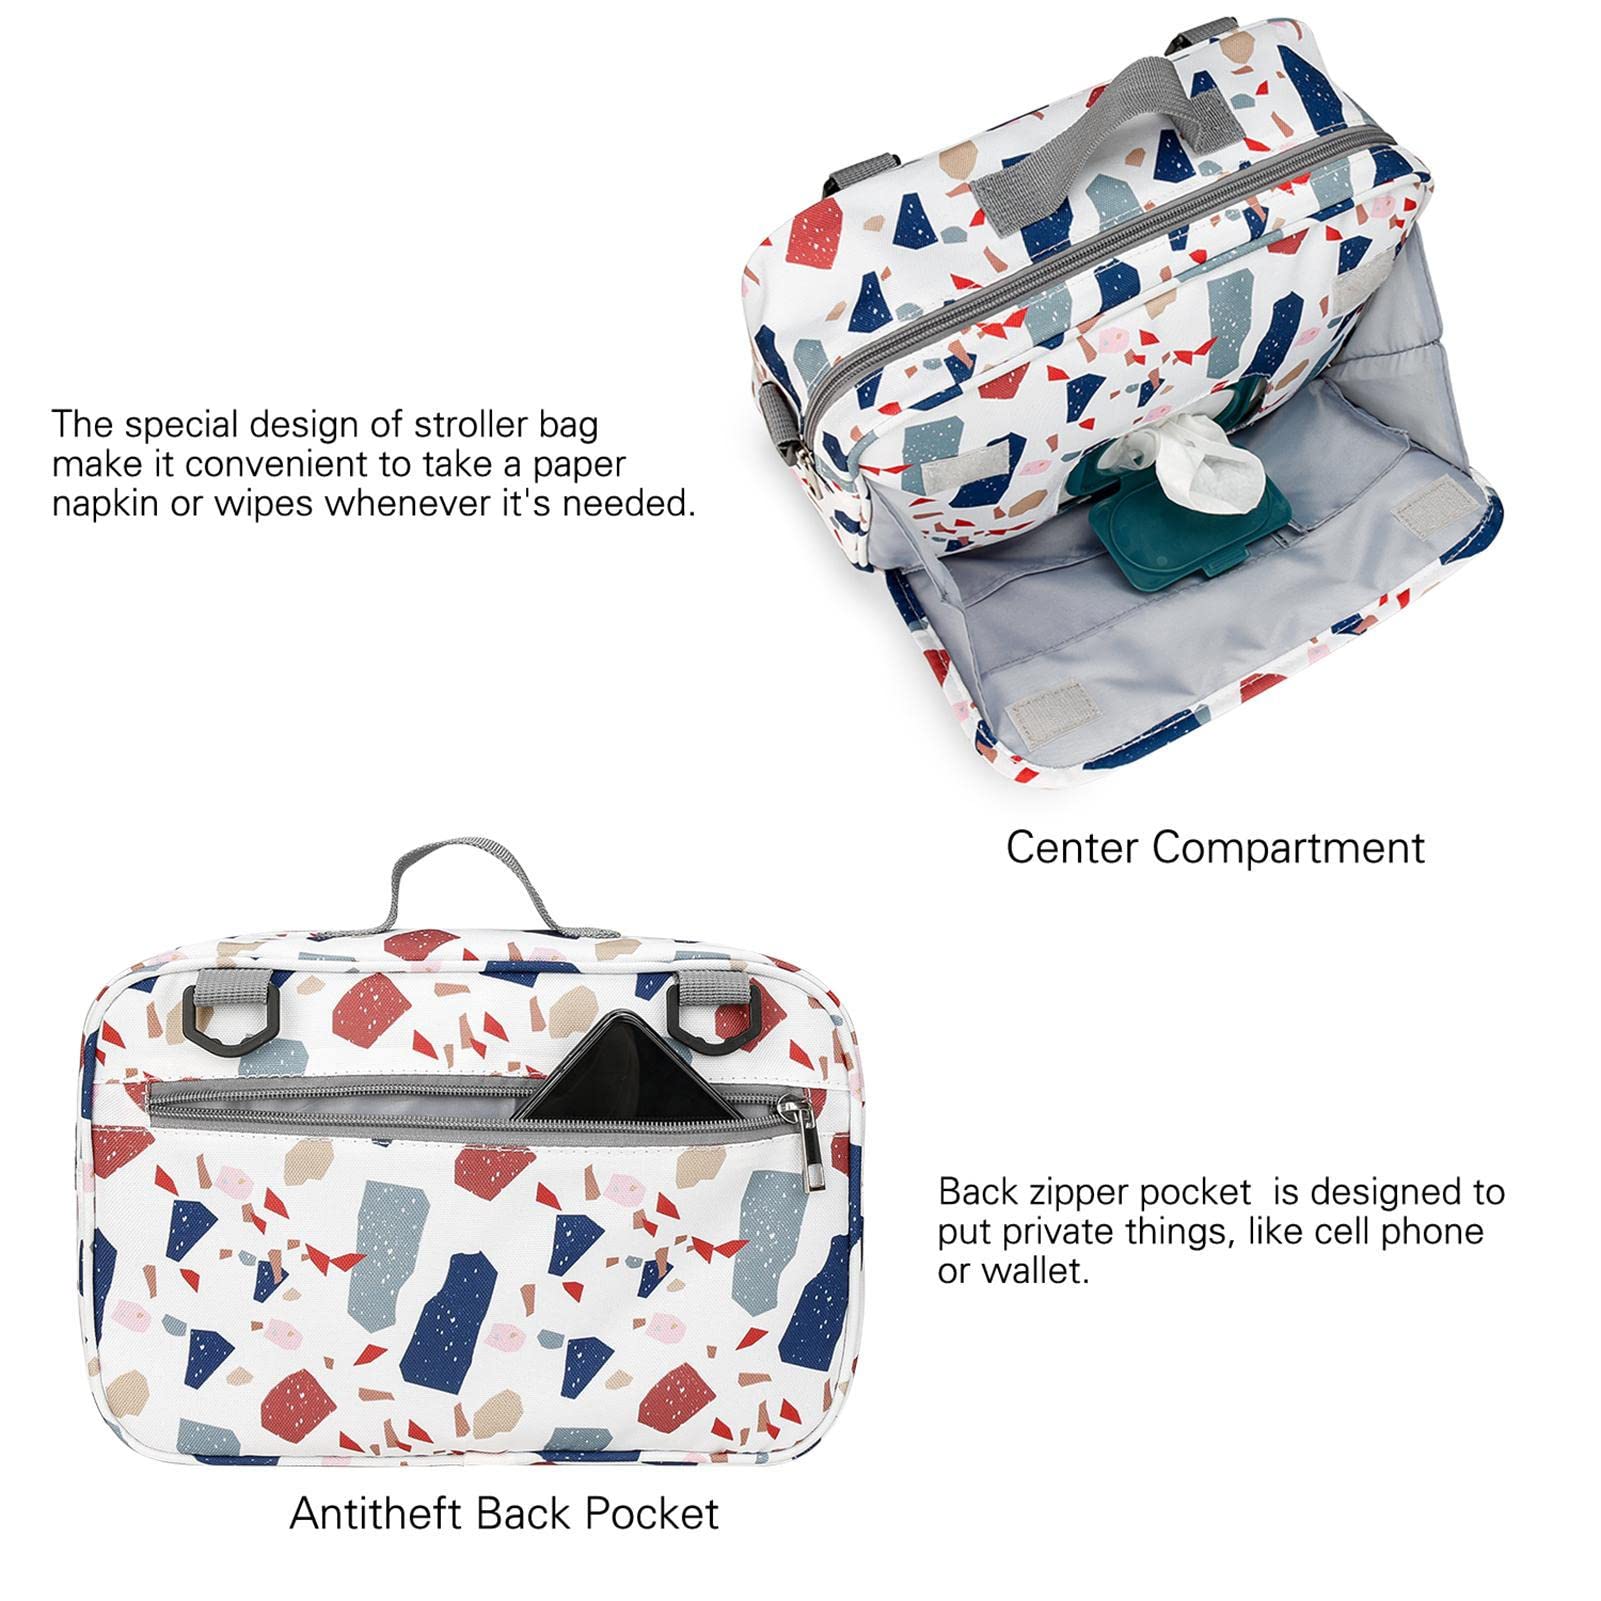 The special design of stroller bag
make it convenient to take a paper
napkin or wipes whenever it's needed.
Center Compartment
Back zipper pocket  is designed to
put private things, like cell phone
or wallet.
Antitheft Back Pocket